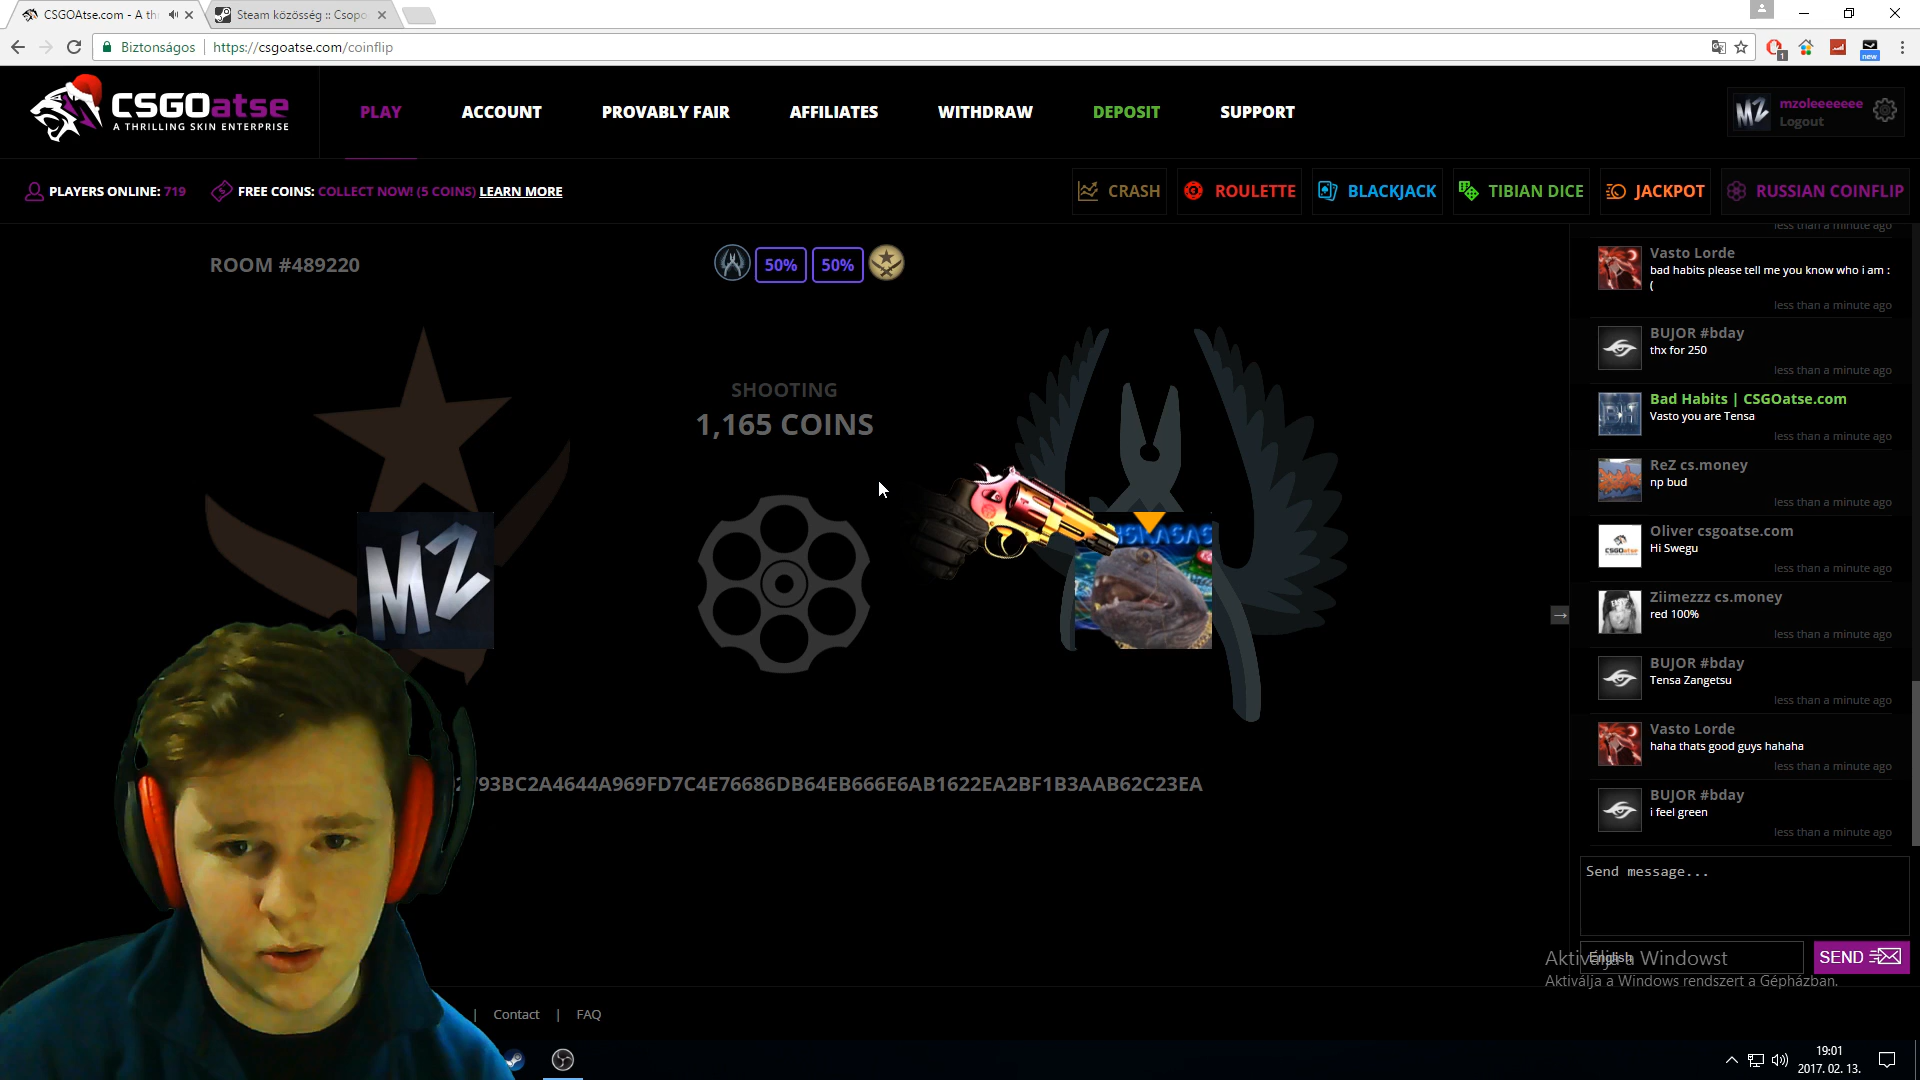 CSGOAtse.com - A th
Steam közösség :: Csopo
Biztonságos
https://csgoatse.com/coinflip
1
new
CSGOatse
A THRILLING SKIN ENTERPRISE
PLAY
ACCOUNT
PROVABLY FAIR
AFFILIATES
WITHDRAW
DEPOSIT
SUPPORT
MZ
mzoleeeeeee
Logout
PLAYERS ONLINE: 719
FREE COINS: COLLECT NOW! (5 COINS) LEARN MORE
CRASH
ROULETTE
BLACKJACK
TIBIAN DICE
JACKPOT
RUSSIAN COINFLIP
ROOM #489220
50%
50%
SHOOTING
1,165 COINS
MZ
793BC2A4644A969FD7C4E76686DB64EB666E6AB1622EA2BF1B3AAB62C23EA
less than a minute ago
Vasto Lorde
bad habits please tell me you know who i am :
(
less than a minute ago
BUJOR #bday
thx for 250
less than a minute ago
Bad Habits | CSGOatse.com
Vasto you are Tensa
less than a minute ago
ReZ cs.money
np bud
less than a minute ago
Oliver csgoatse.com
Hi Swegu
less than a minute ago
Ziimezzz cs.money
red 100%
less than a minute ago
BUJOR #bday
Tensa Zangetsu
less than a minute ago
Vasto Lorde
haha thats good guys hahaha
less than a minute ago
BUJOR #bday
i feel green
less than a minute ago
Send message...
English
SEND
Aktiválja a Windowst
Aktiválja a Windows rendszert a Gépházban.
| Contact | FAQ
19:01
2017. 02. 13.